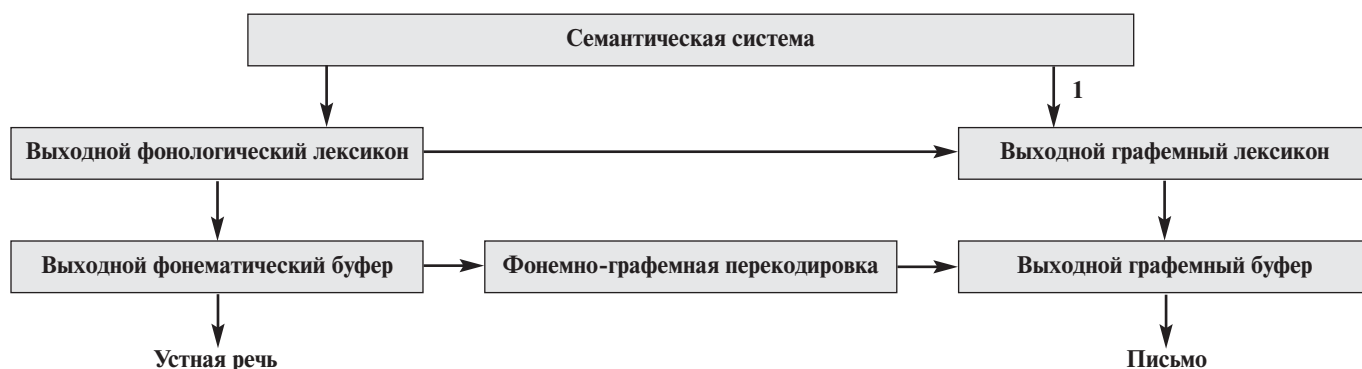 Семантическая система
1
Выходной фонологический лексикон
Выходной графемный лексикон
Выходной фонематический буфер
Фонемно-графемная перекодировка
Выходной графемный буфер
Устная речь
Письмо